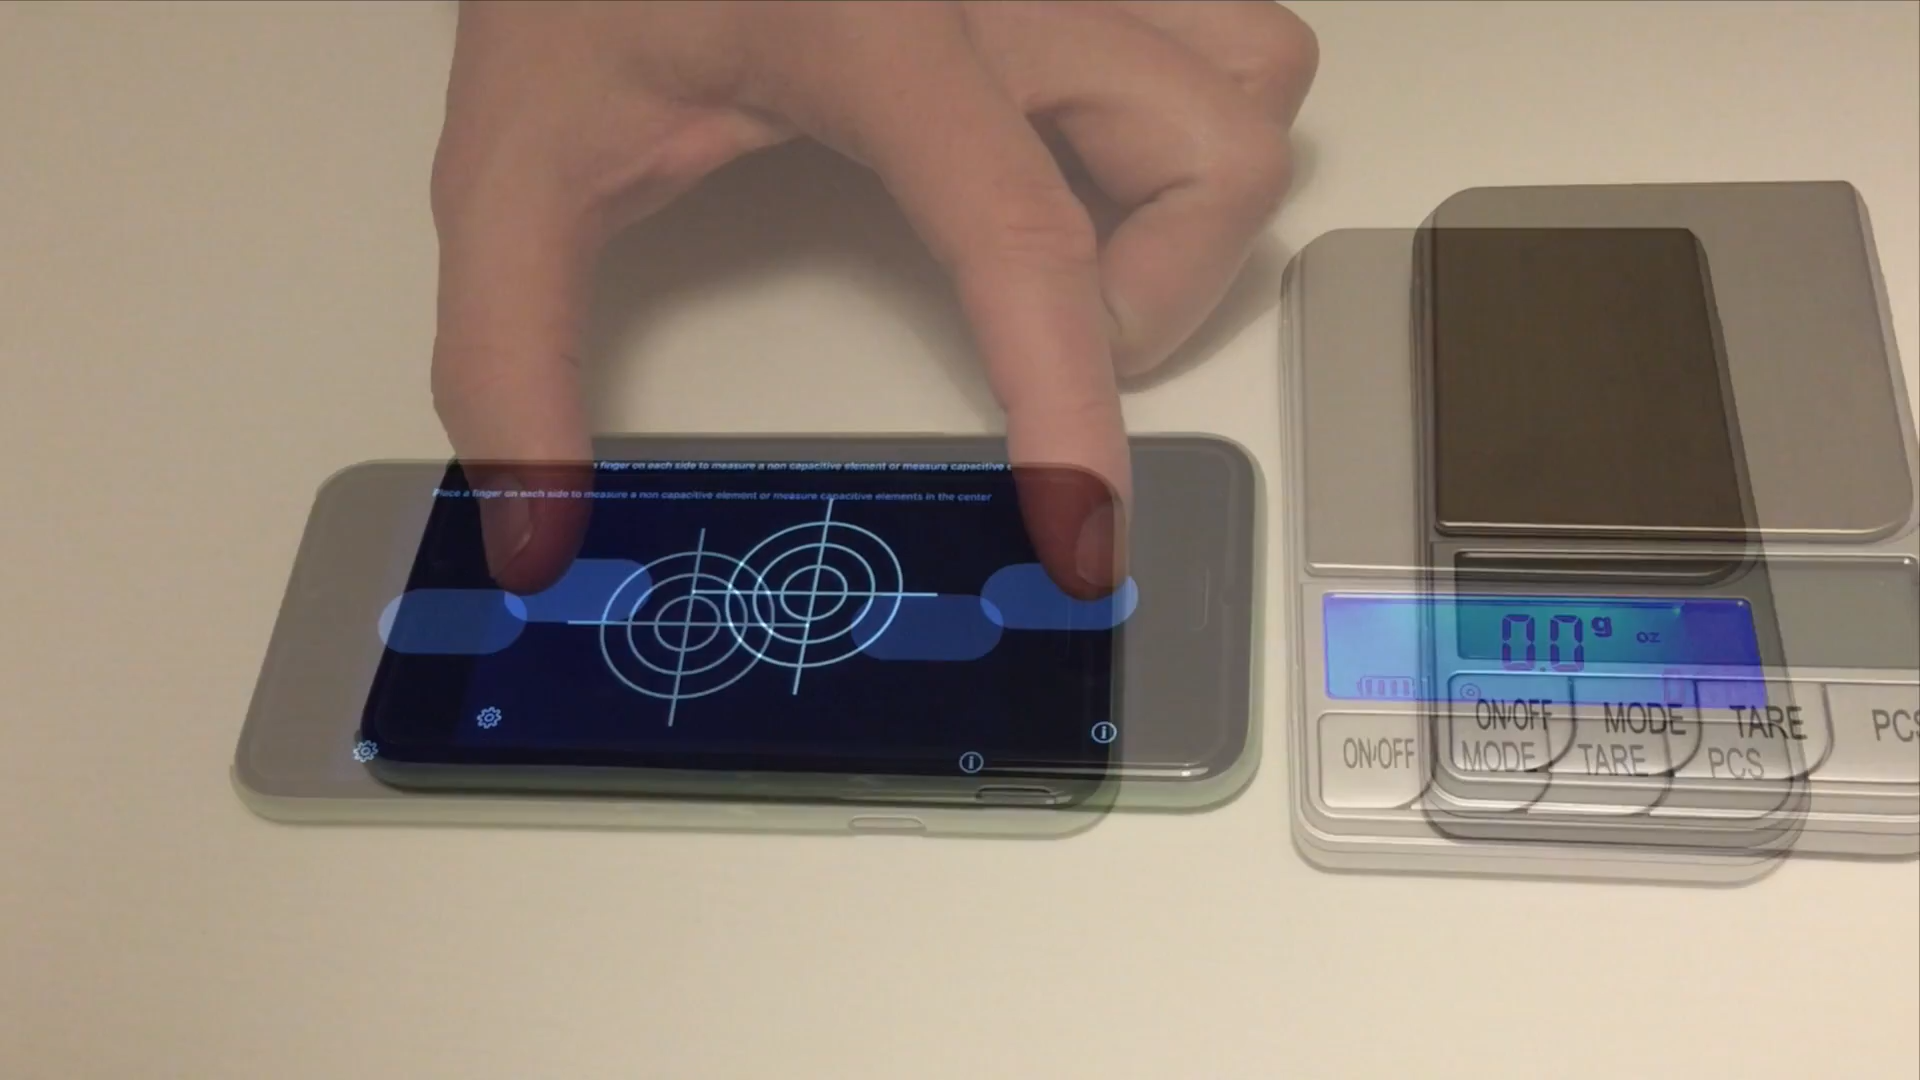 finger on each side to measure a non capacitive element or measure capacitive
Place a finger on each side to measure a non capacitive element or measure capacitive elements in the center
0.0 g oz
ON/OFF MODE TARE PCS
ON/OFF MODE TARE PCS